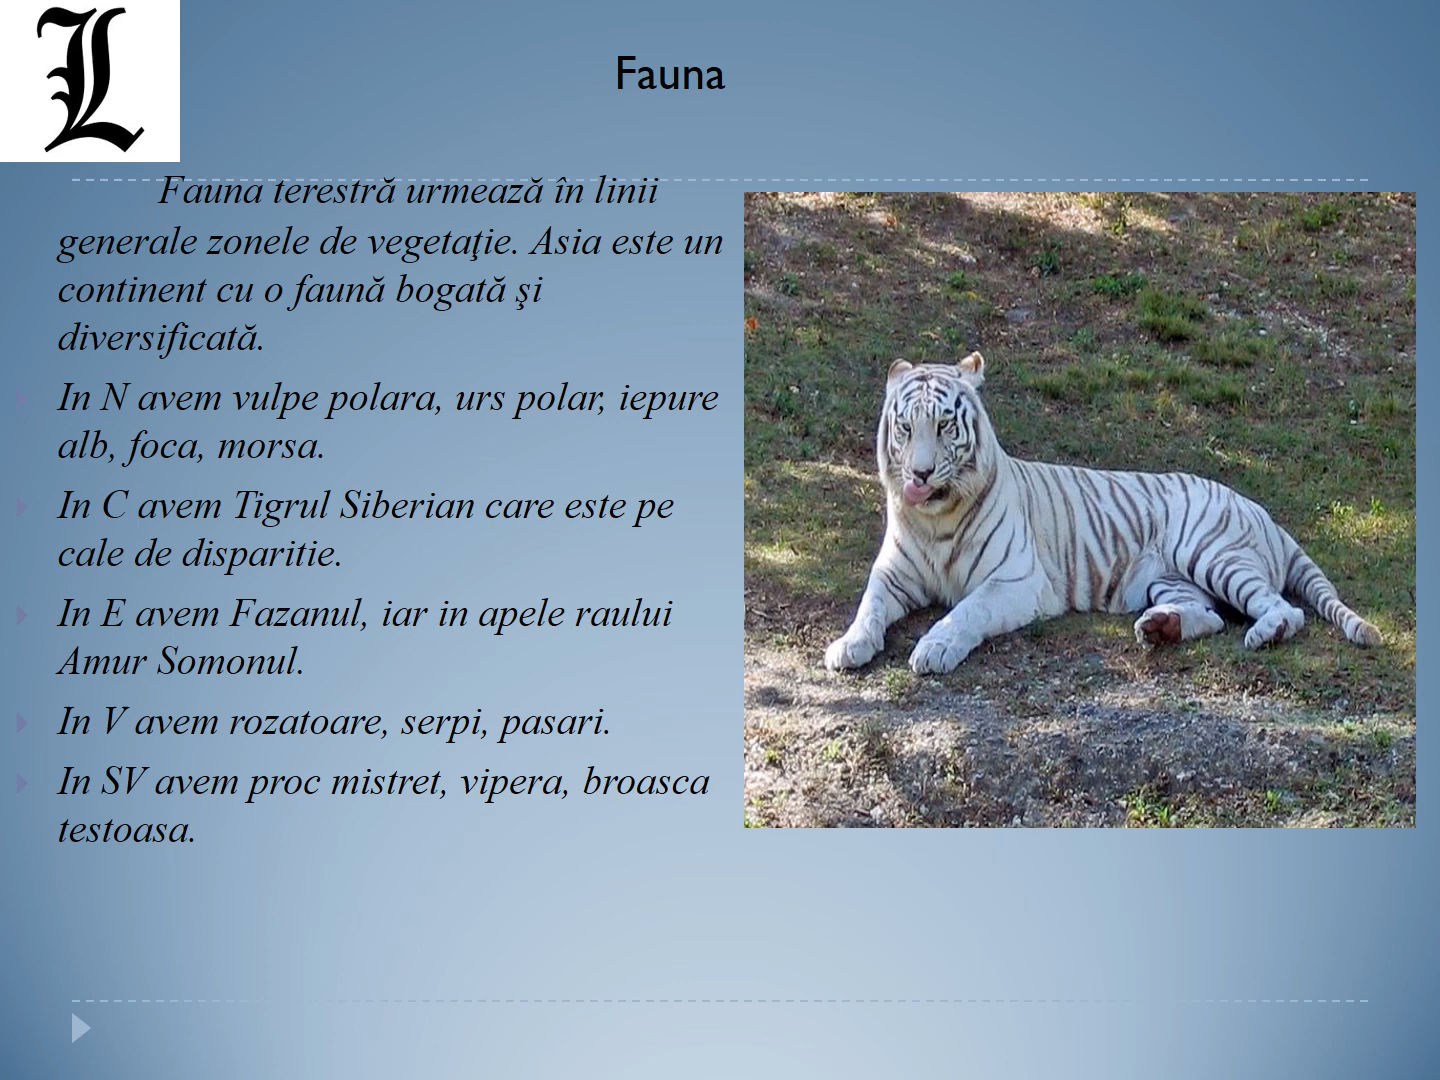 L
Fauna
Fauna terestră urmează în linii
generale zonele de vegetaţie. Asia este un
continent cu o faună bogată şi
diversificată.
In N avem vulpe polara, urs polar, iepure
alb, foca, morsa.
In C avem Tigrul Siberian care este pe
cale de disparitie.
In E avem Fazanul, iar in apele raului
Amur Somonul.
In V avem rozatoare, serpi, pasari.
In SV avem proc mistret, vipera, broasca
testoasa.